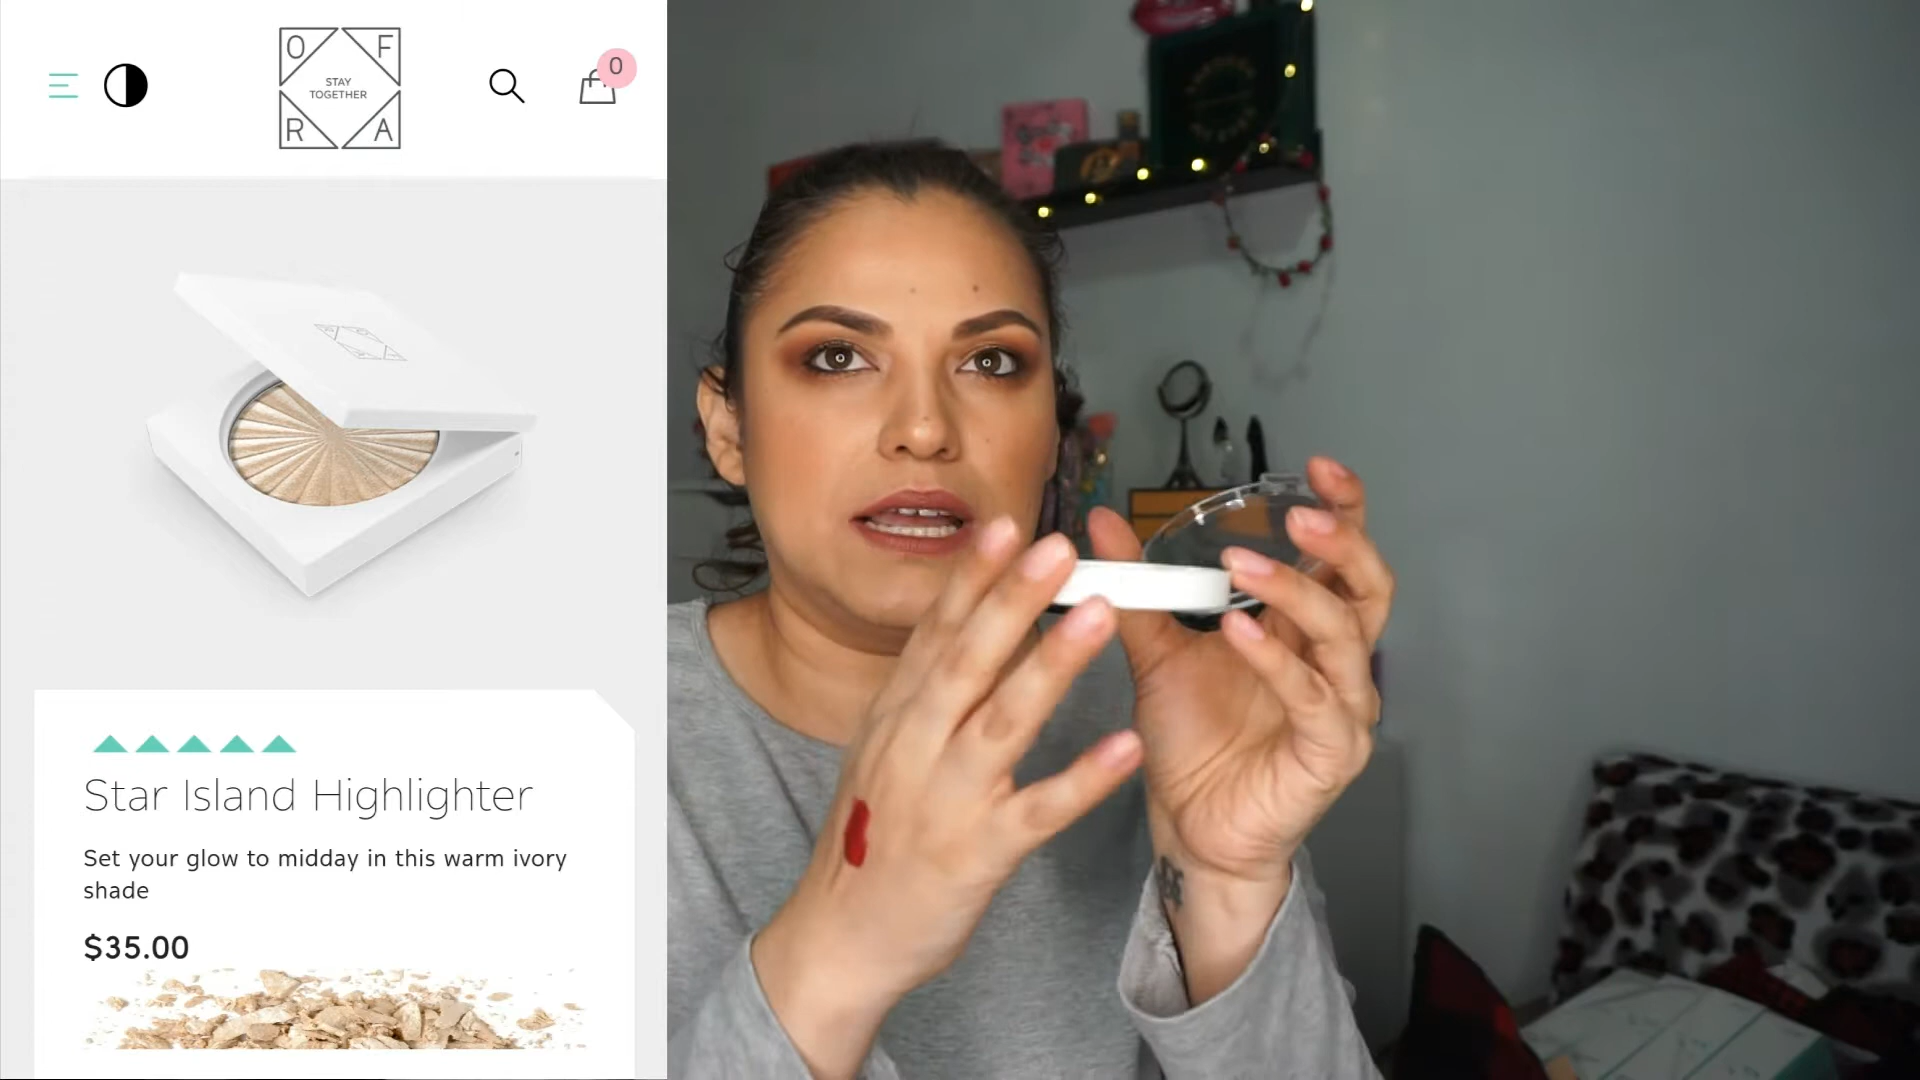 0
O F
STAY
TOGETHER
R A
Star Island Highlighter
Set your glow to midday in this warm ivory
shade
$35.00